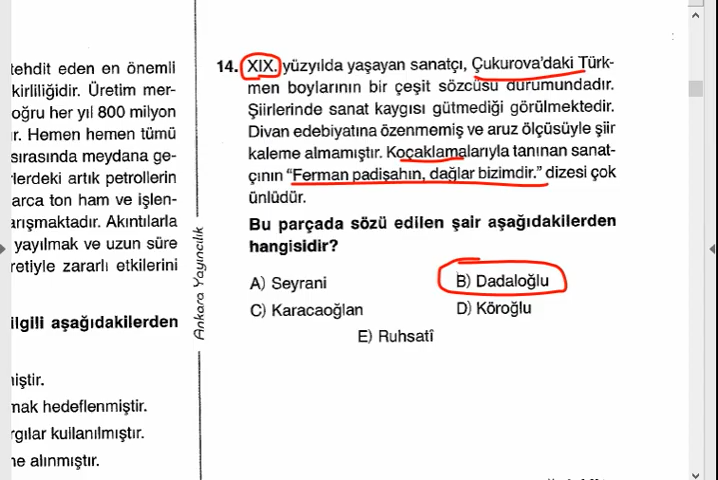 tehdit eden en önemli
kirliliğidir. Üretim mer-
oğru her yıl 800 milyon
r. Hemen hemen tümü
sırasında meydana ge-
lerdeki artık petrollerin
arca ton ham ve işlen-
arışmaktadır. Akıntılarla
yayılmak ve uzun süre
retiyle zararlı etkilerini
ilgili aşağıdakilerden
niştir.
mak hedeflenmiştir.
rgılar kullanılmıştır.
ne alınmıştır.
Ankara Yayıncılık
14. XIX. yüzyılda yaşayan sanatçı, Çukurova'daki Türk-
men boylarının bir çeşit sözcüsü durumundadır.
Şiirlerinde sanat kaygısı gütmediği görülmektedir.
Divan edebiyatına özenmemiş ve aruz ölçüsüyle şiir
kaleme almamıştır. Koçaklamalarıyla tanınan sanat-
çının “Ferman padişahın, dağlar bizimdir.” dizesi çok
ünlüdür.
Bu parçada sözü edilen şair aşağıdakilerden
hangisidir?
A) Seyrani
B) Dadaloğlu
C) Karacaoğlan
D) Köroğlu
E) Ruhsatî